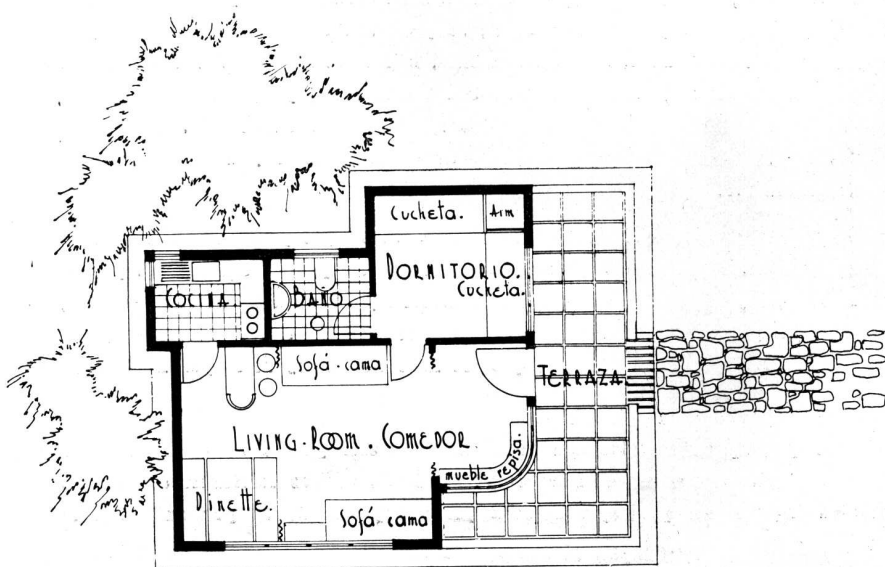 Cucheta.
Arm
DORMITORIO.
Cucheta.
COCINA
BAÑO
Sofá-cama
TERRAZA.
LIVING-ROOM. COMEDOR
mueble repisa.
Dinette.
Sofá-cama